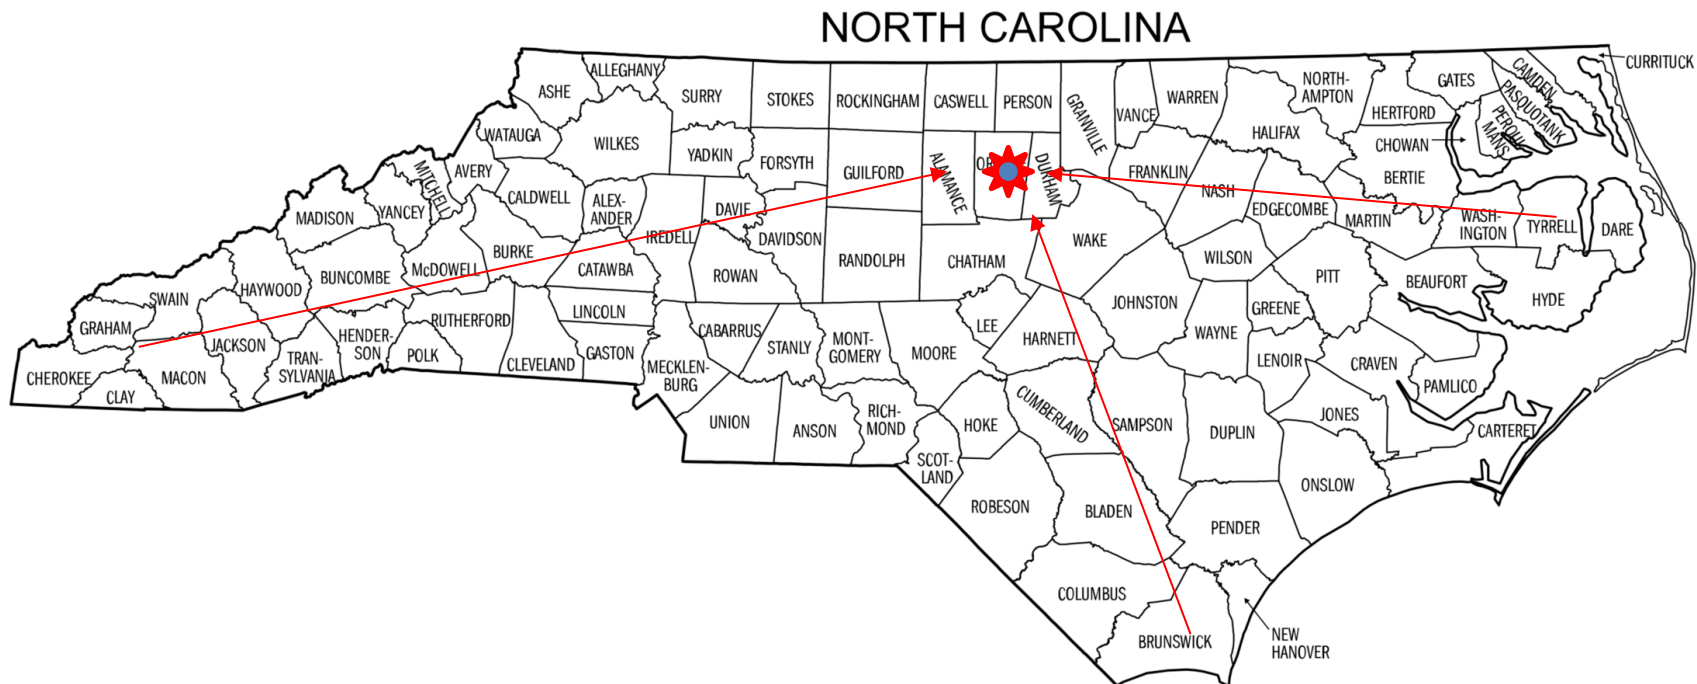 NORTH CAROLINA
CURRITUCK
ALLEGHANY
ASHE
SURRY
STOKES
ROCKINGHAM
CASWELL
PERSON
GRANVILLE
VANCE
WARREN
NORTH-
AMPTON
GATES
CAMDEN
PASQUOTANK
PERQUI-
MANS
HERTFORD
CHOWAN
HALIFAX
WATAUGA
WILKES
YADKIN
FORSYTH
GUILFORD
ALAMANCE
OR
DURHAM
FRANKLIN
NASH
BERTIE
MITCHELL
AVERY
CALDWELL
ALEX-
ANDER
DAVIE
IREDELL
EDGECOMBE
MARTIN
WASH-
INGTON
TYRRELL
DARE
MADISON
YANCEY
BURKE
McDOWELL
BUNCOMBE
CATAWBA
ROWAN
DAVIDSON
RANDOLPH
CHATHAM
WAKE
WILSON
PITT
BEAUFORT
HYDE
SWAIN
HAYWOOD
GRAHAM
JACKSON
HENDER-
SON
RUTHERFORD
POLK
CLEVELAND
LINCOLN
GASTON
CABARRUS
STANLY
MONT-
GOMERY
MOORE
LEE
HARNETT
JOHNSTON
GREENE
WAYNE
LENOIR
CRAVEN
PAMLICO
CHEROKEE
CLAY
MACON
TRAN-
SYLVANIA
MECKLEN-
BURG
UNION
ANSON
RICH-
MOND
HOKE
SCOT-
LAND
CUMBERLAND
SAMPSON
DUPLIN
JONES
CARTERET
ONSLOW
ROBESON
BLADEN
PENDER
COLUMBUS
BRUNSWICK
NEW
HANOVER